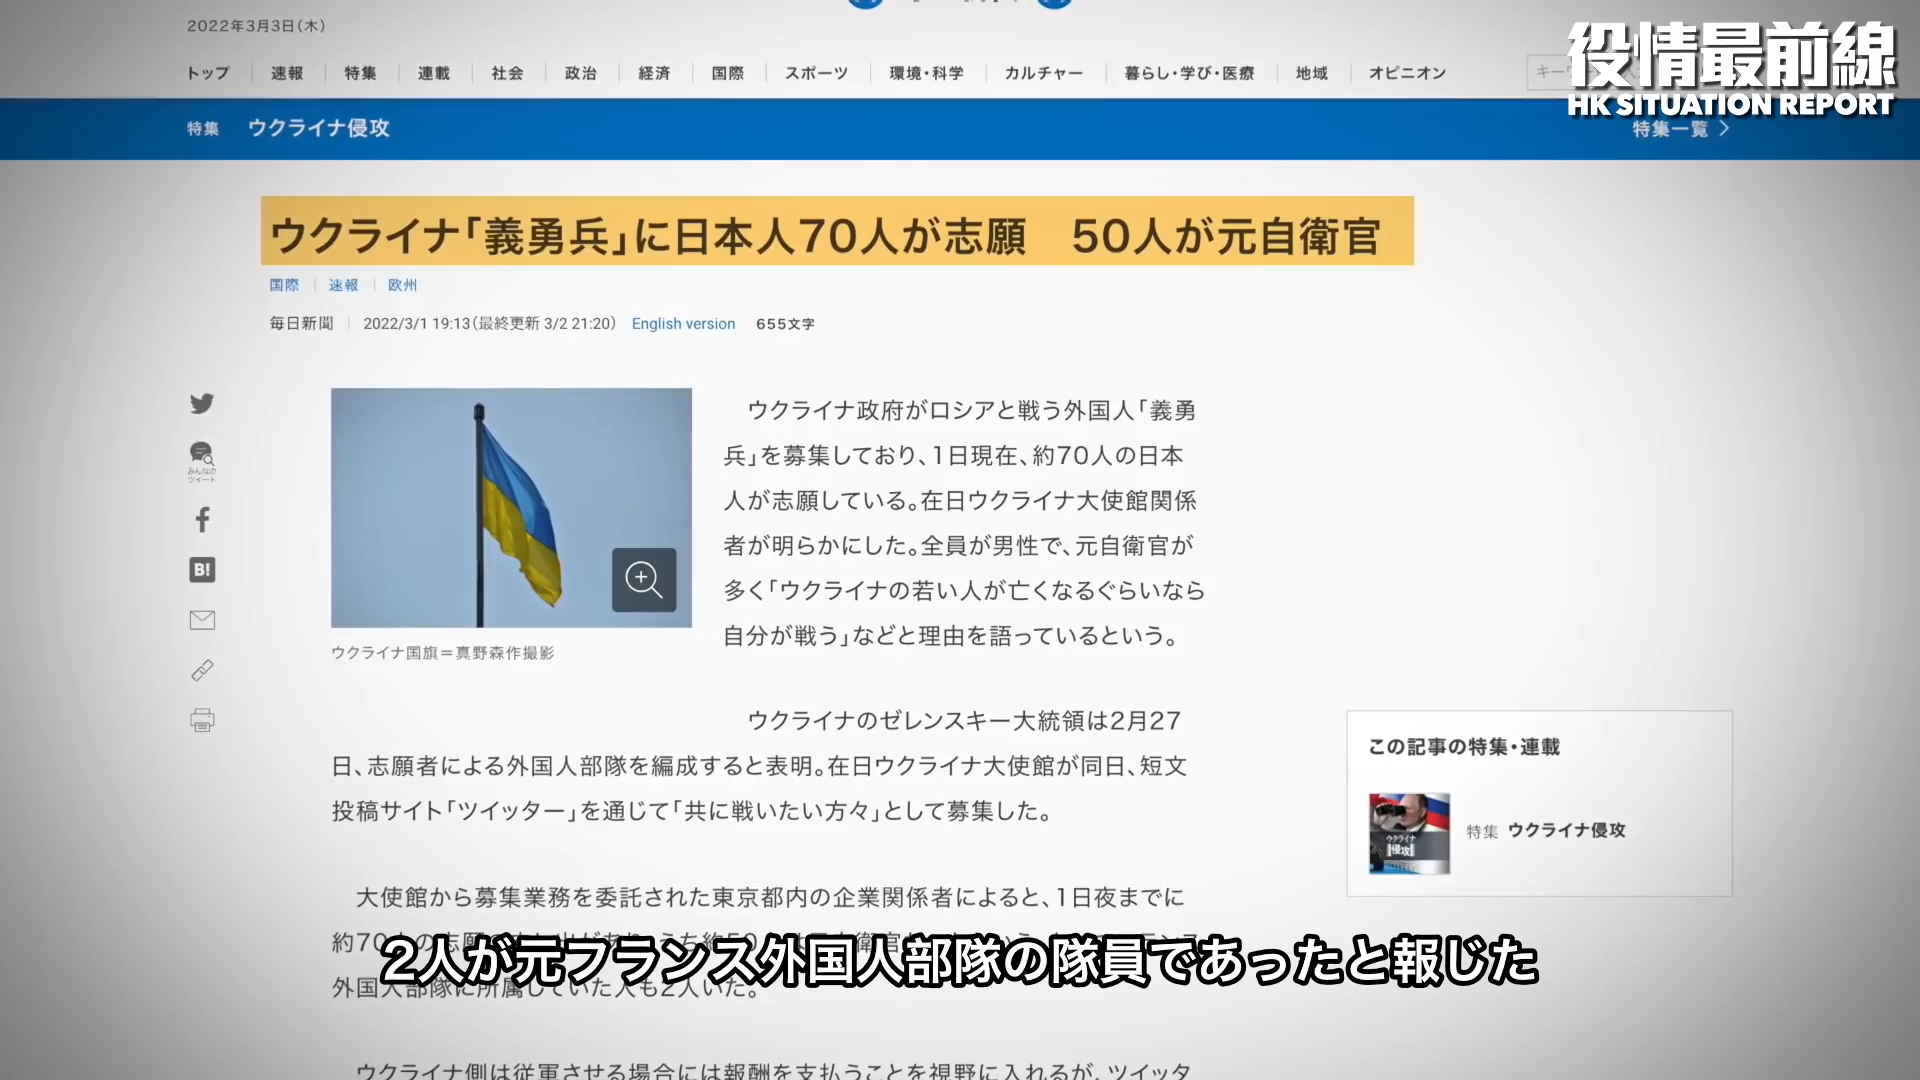 2022年3月3日(木)
役情最前線
HK SITUATION REPORT
トップ 速報 特集 連載 社会 政治 経済 国際 スポーツ 環境・科学 カルチャー 暮らし・学び・医療 地域 オピニオン
特集 ウクライナ侵攻
特集一覧
ウクライナ「義勇兵」に日本人70人が志願 50人が元自衛官
国際 速報 欧州
毎日新聞 2022/3/1 19:13(最終更新 3/2 21:20) English version 655文字
みんなの
ツイート
B!
ウクライナ国旗=真野森作撮影
ウクライナ政府がロシアと戦う外国人「義勇
兵」を募集しており、1日現在、約70人の日本
人が志願している。在日ウクライナ大使館関係
者が明らかにした。全員が男性で、元自衛官が
多く「ウクライナの若い人が亡くなるぐらいなら
自分が戦う」などと理由を語っているという。
ウクライナのゼレンスキー大統領は2月27
日、志願者による外国人部隊を編成すると表明。在日ウクライナ大使館が同日、短文
投稿サイト「ツイッター」を通じて「共に戦いたい方々」として募集した。
この記事の特集・連載
ウクライナ
侵攻
特集 ウクライナ侵攻
大使館から募集業務を委託された東京都内の企業関係者によると、1日夜までに
約70
外国人部隊に所属していた人も2人いた。
2人が元フランス外国人部隊の隊員であったと報じた
ウクライナ側は従軍させる場合には報酬を支払うことを視野に入れるが、ツイッタ